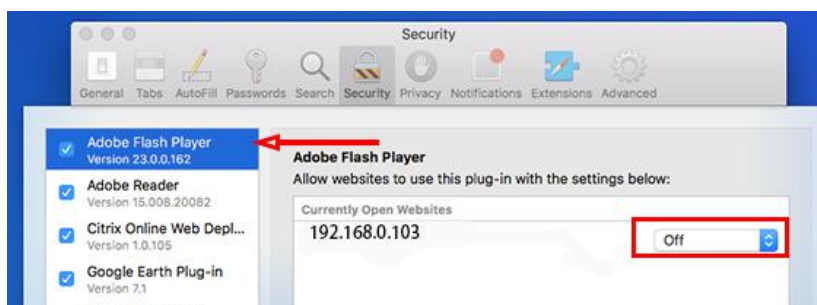 Security
General Tabs AutoFill Passwords Search Security Privacy Notifications Extensions Advanced
Adobe Flash Player
Version 23.0.0.162
Adobe Reader
Version 15.008.20082
Citrix Online Web Depl...
Version 1.0.105
Google Earth Plug-in
Version 7.1
Adobe Flash Player
Allow websites to use this plug-in with the settings below:
Currently Open Websites
192.168.0.103
Off